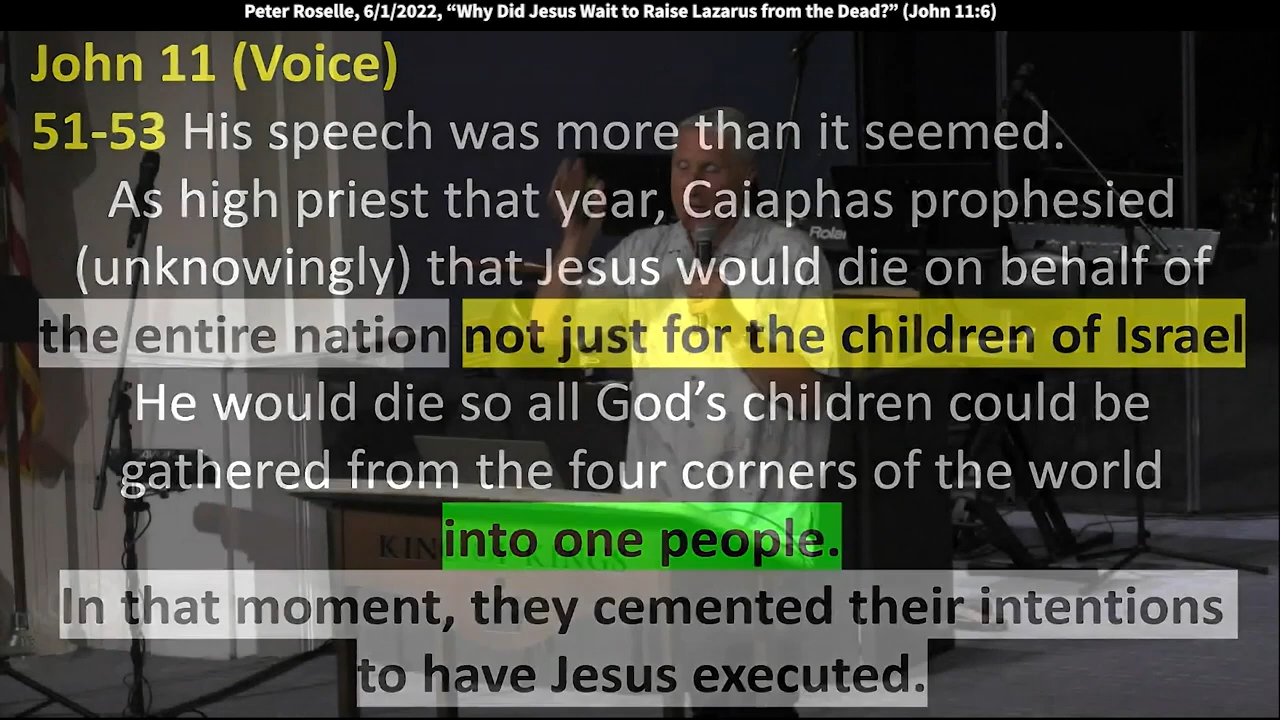 Peter Roselle, 6/1/2022, “Why Did Jesus Wait to Raise Lazarus from the Dead?” (John 11:6)
John 11 (Voice)
51-53 His speech was more than it seemed.
As high priest that year, Caiaphas prophesied
(unknowingly) that Jesus would die on behalf of
the entire nation not just for the children of Israel
He would die so all God’s children could be
gathered from the four corners of the world
into one people.
In that moment, they cemented their intentions
to have Jesus executed.
Roland
KING OF KINGS